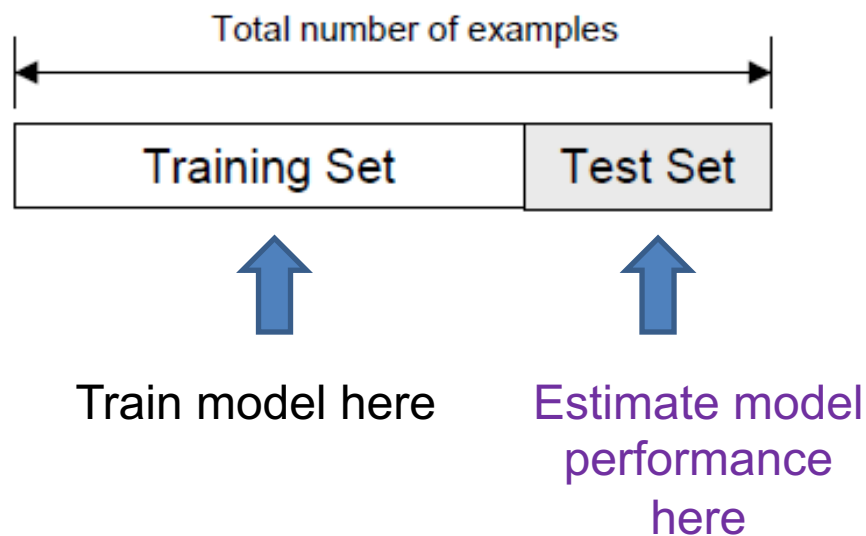 Total number of examples
Training Set
Test Set
Train model here
Estimate model
performance
here